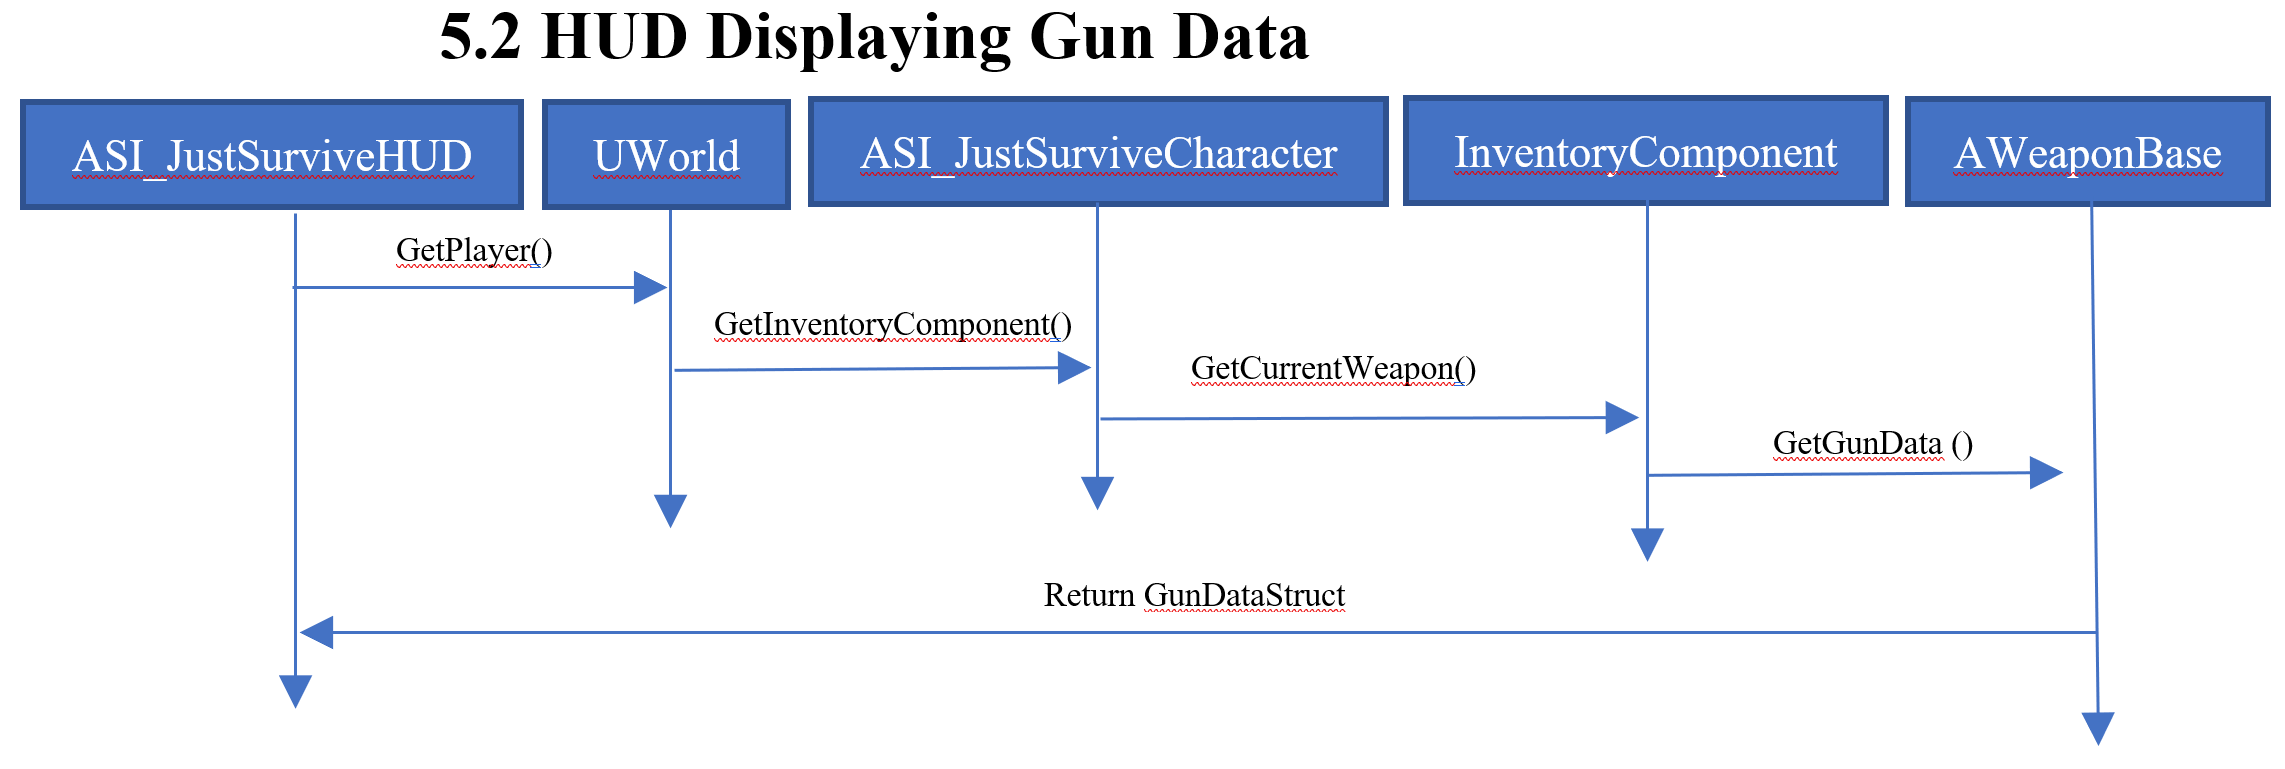 5.2 HUD Displaying Gun Data
ASI_JustSurviveHUD
UWorld
ASI_JustSurviveCharacter
InventoryComponent
AWeaponBase
GetPlayer()
GetInventoryComponent()
GetCurrentWeapon()
GetGunData ()
Return GunDataStruct